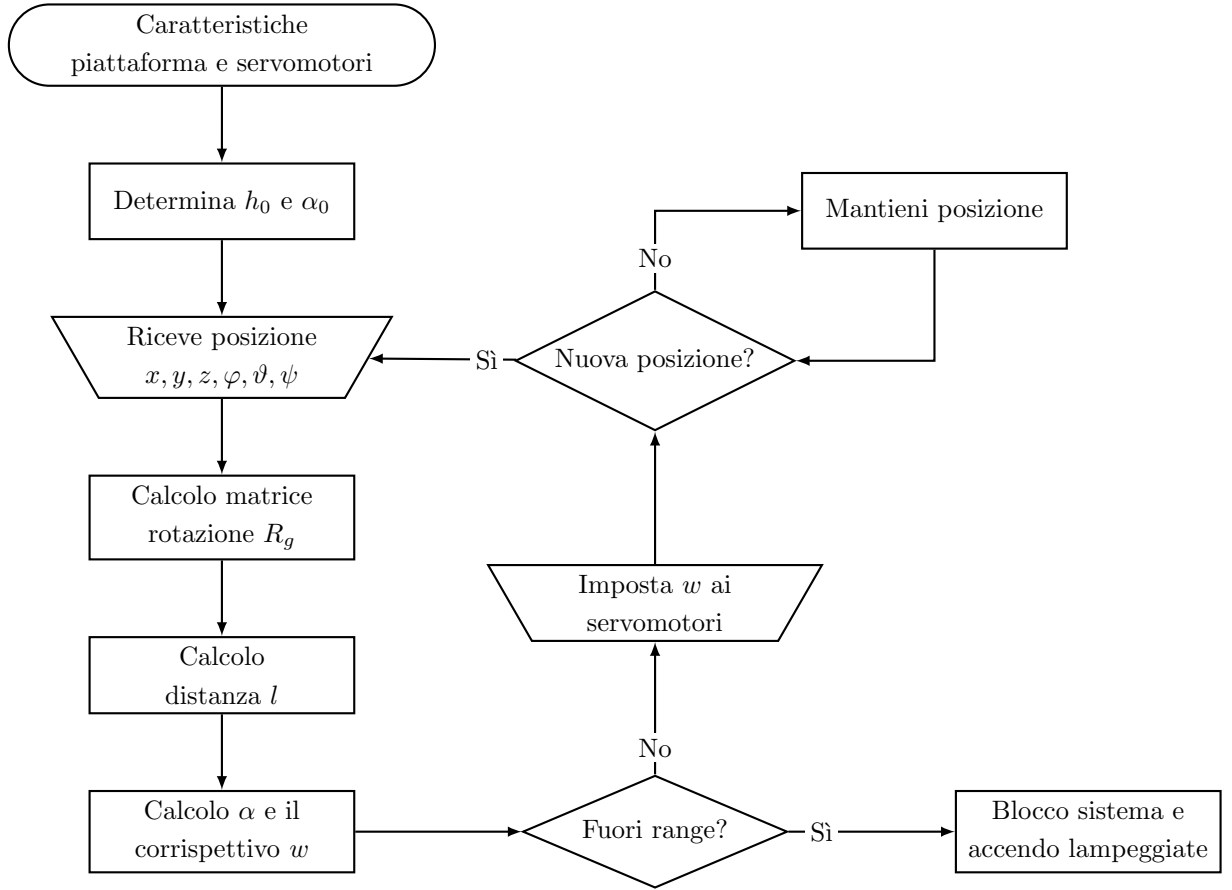 Caratteristiche
piattaforma e servomotori
Determina h₀ e α₀
Riceve posizione
x, y, z, φ, ϑ, ψ
Calcolo matrice
rotazione R_g
Calcolo
distanza l
Calcolo α e il
corrispettivo w
Fuori range?
Sì
Blocco sistema e
accendo lampeggiate
No
Imposta w ai
servomotori
Nuova posizione?
Sì
No
Mantieni posizione